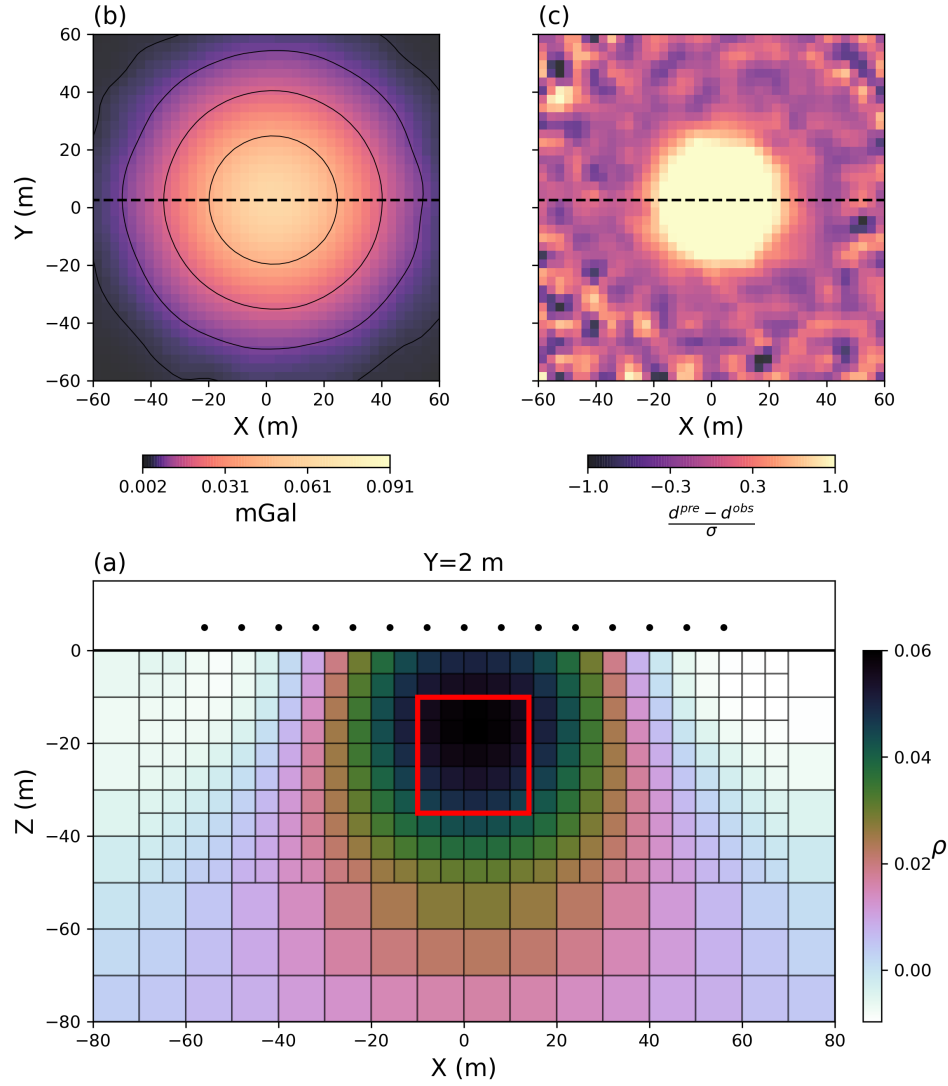 (b)
(c)
60
40
20
0
−20
−40
−60
Y (m)
−60 −40 −20 0 20 40 60
X (m)
−60 −40 −20 0 20 40 60
X (m)
0.002 0.031 0.061 0.091
mGal
−1.0 −0.3 0.3 1.0
d^{pre} − d^{obs}
σ
(a)
Y=2 m
0
−20
−40
−60
−80
Z (m)
−80 −60 −40 −20 0 20 40 60 80
X (m)
0.06
0.04
0.02
0.00
ρ